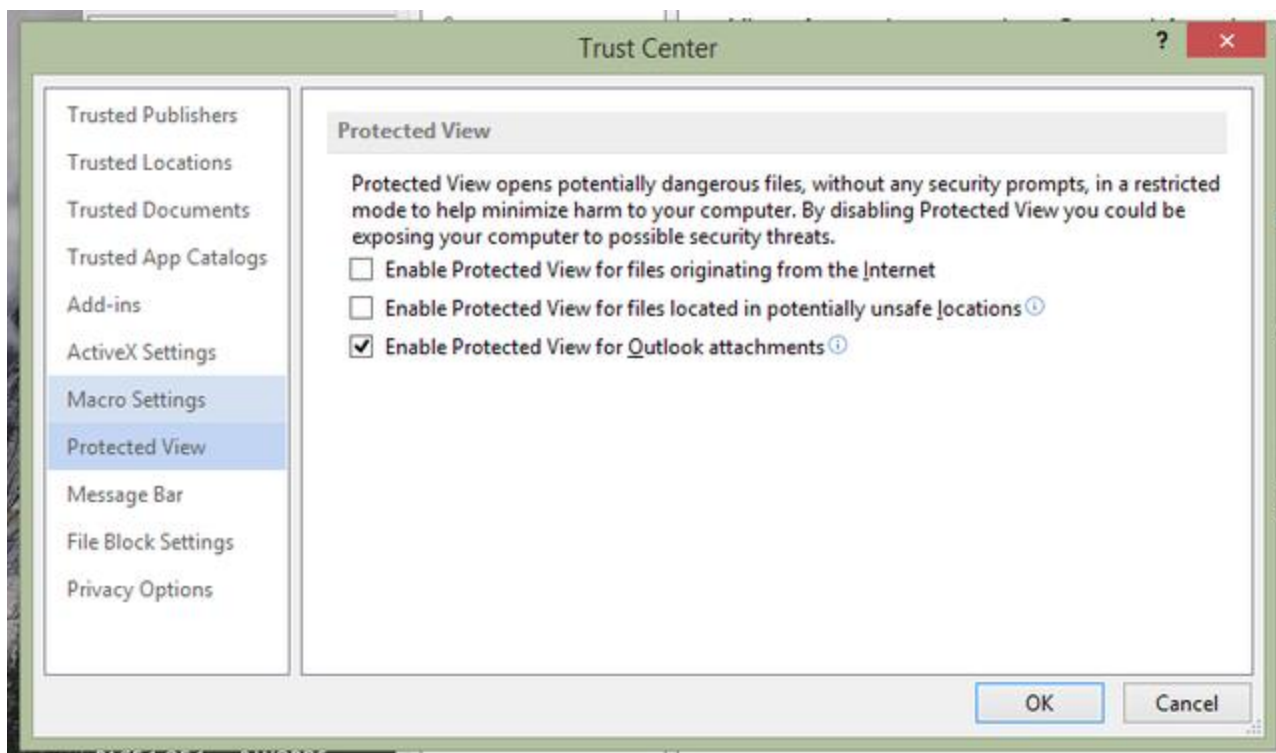 Trust Center
?
Trusted Publishers
Trusted Locations
Trusted Documents
Trusted App Catalogs
Add-ins
ActiveX Settings
Macro Settings
Protected View
Message Bar
File Block Settings
Privacy Options
Protected View
Protected View opens potentially dangerous files, without any security prompts, in a restricted
mode to help minimize harm to your computer. By disabling Protected View you could be
exposing your computer to possible security threats.
Enable Protected View for files originating from the Internet
Enable Protected View for files located in potentially unsafe locations
Enable Protected View for Outlook attachments
OK
Cancel